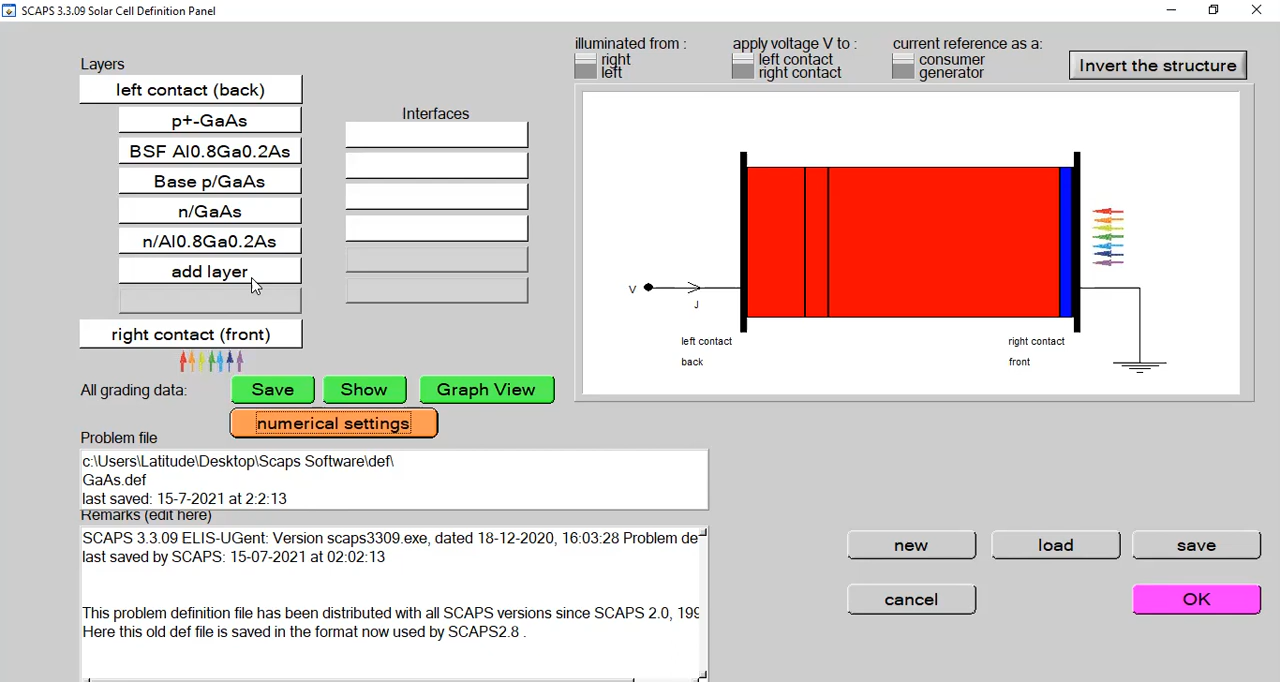 SCAPS 3.3.09 Solar Cell Definition Panel
illuminated from :
right
left
apply voltage V to :
left contact
right contact
current reference as a:
consumer
generator
Invert the structure
Layers
left contact (back)
p+-GaAs
BSF Al0.8Ga0.2As
Base p/GaAs
n/GaAs
n/Al0.8Ga0.2As
add layer
right contact (front)
Interfaces
V
J
left contact
back
right contact
front
All grading data:
Save
Show
Graph View
numerical settings
Problem file
c:\Users\Latitude\Desktop\Scaps Software\def\
GaAs.def
last saved: 15-7-2021 at 2:2:13
Remarks (edit here)
SCAPS 3.3.09 ELIS-UGent: Version scaps3309.exe, dated 18-12-2020, 16:03:28 Problem de
last saved by SCAPS: 15-07-2021 at 02:02:13
This problem definition file has been distributed with all SCAPS versions since SCAPS 2.0, 199
Here this old def file is saved in the format now used by SCAPS2.8 .
new
load
save
cancel
OK